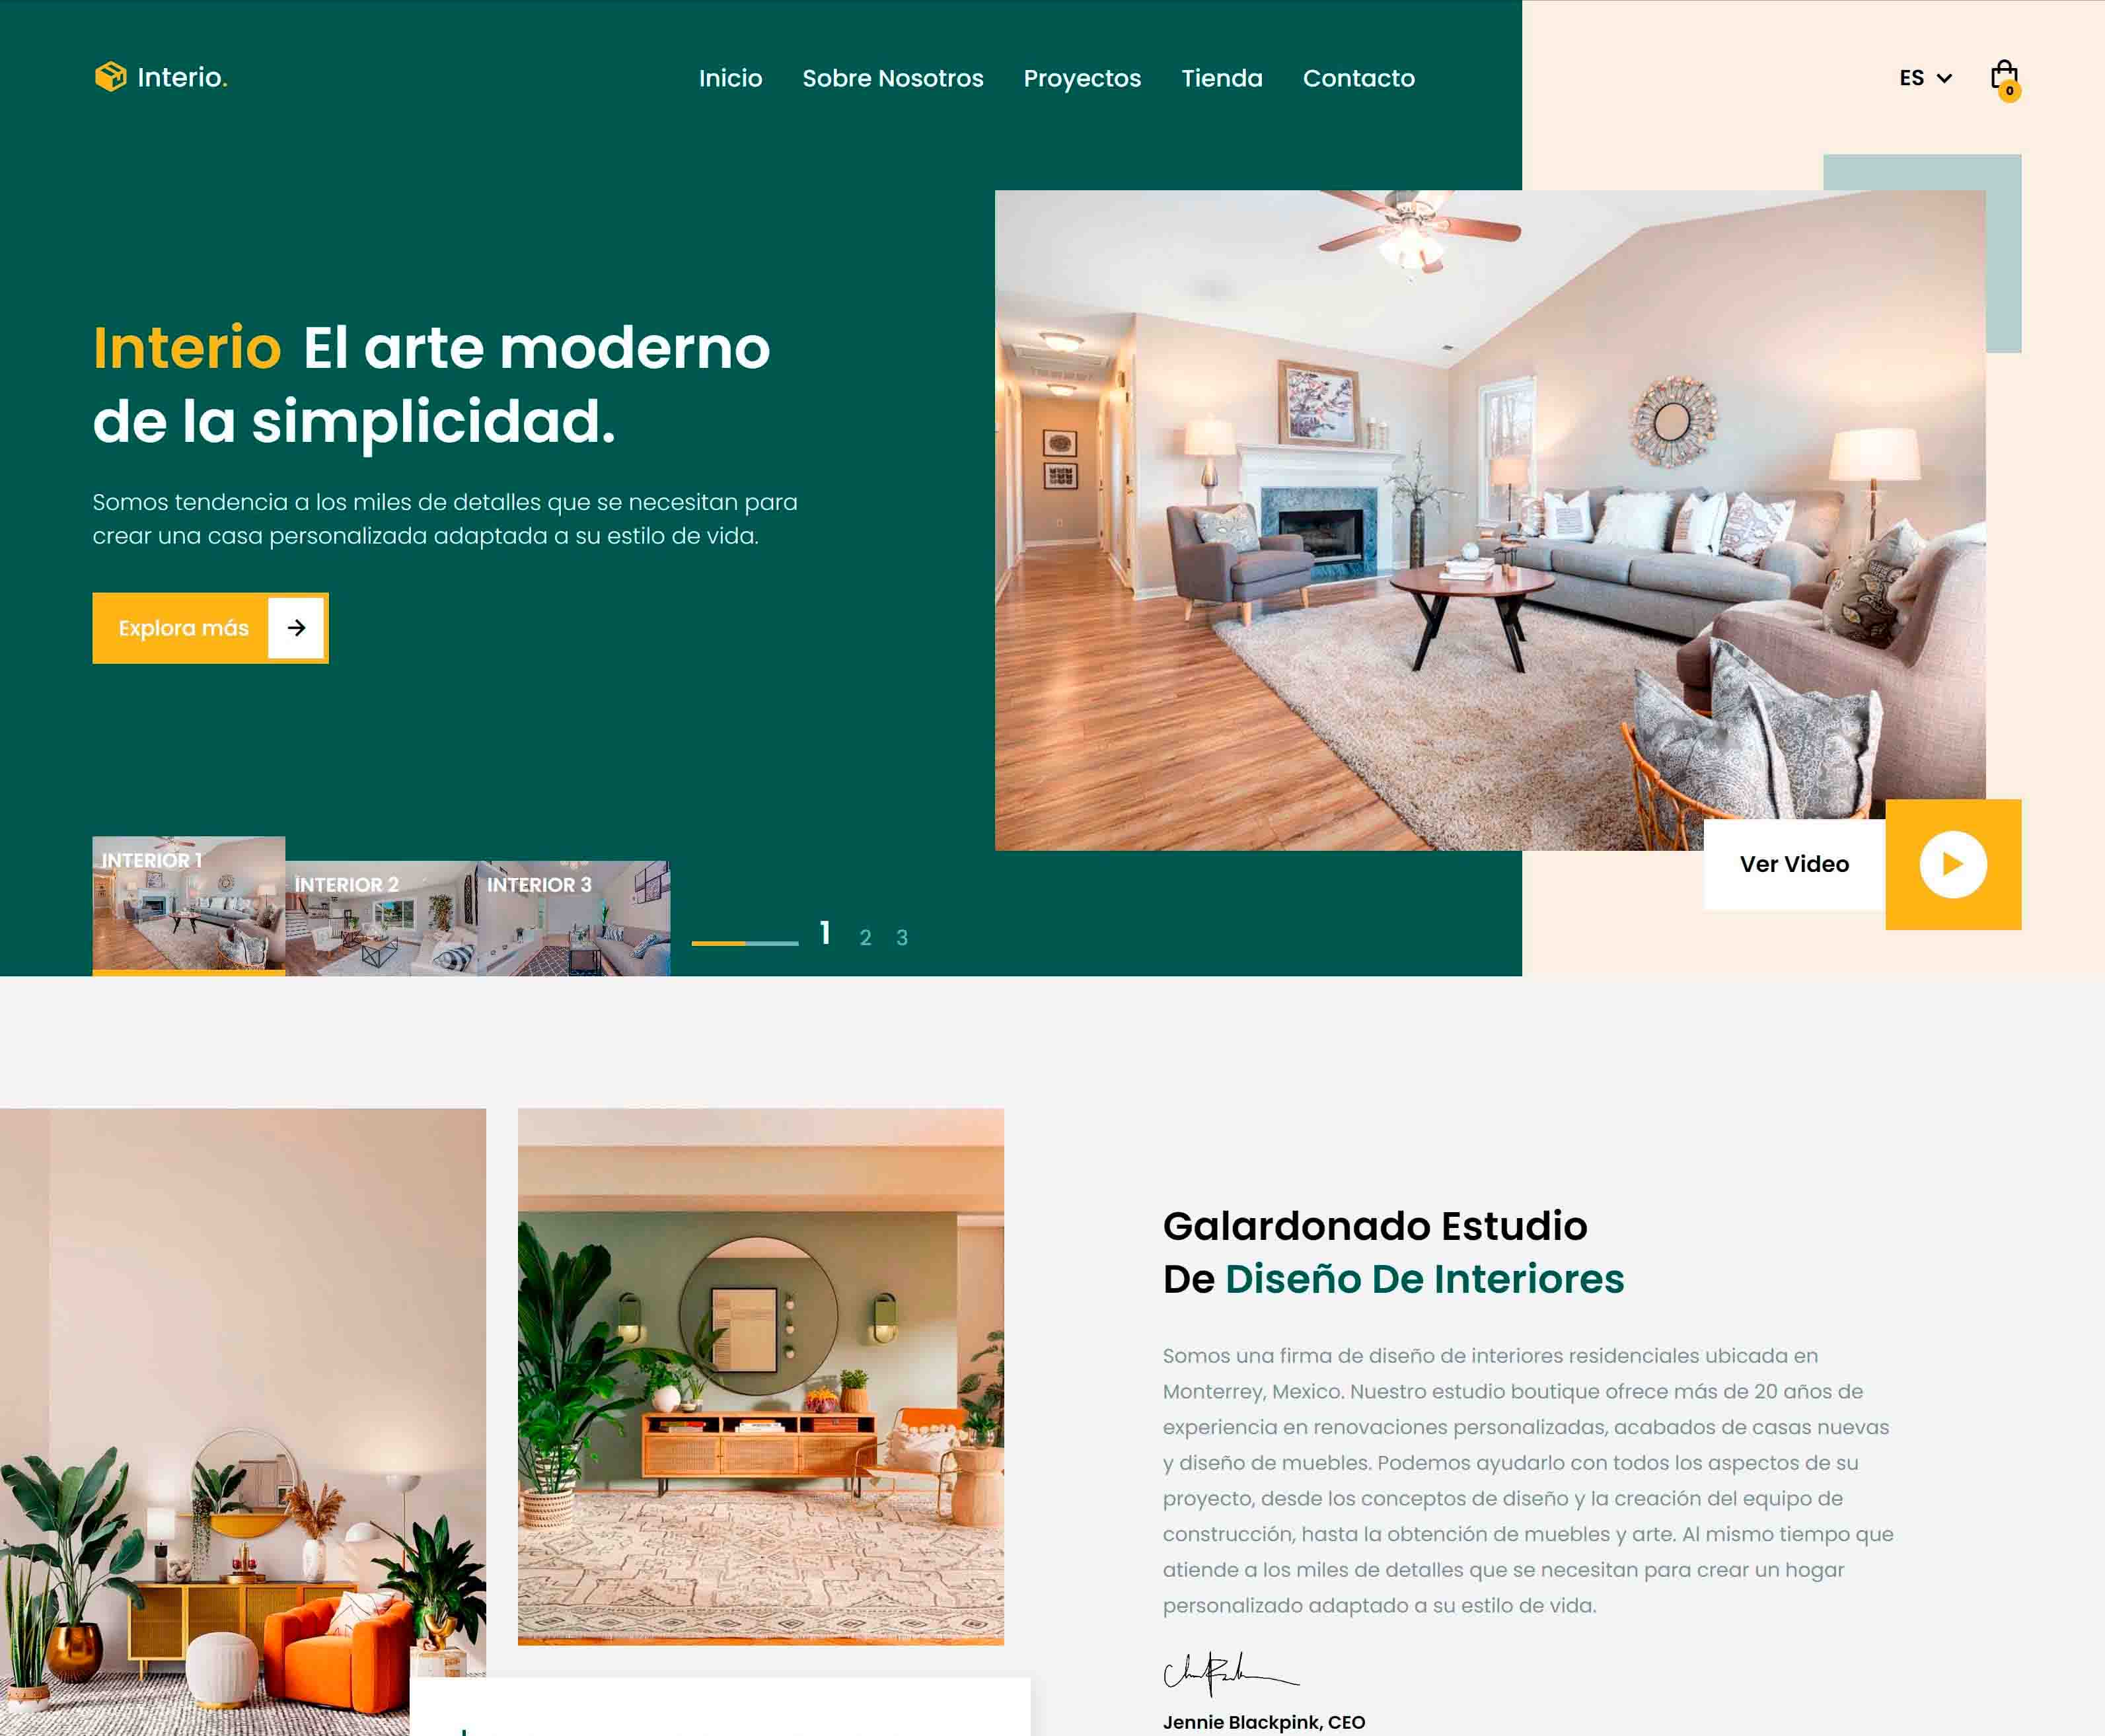 Interio.
Inicio Sobre Nosotros Proyectos Tienda Contacto
ES
0
Interio El arte moderno
de la simplicidad.
Somos tendencia a los miles de detalles que se necesitan para
crear una casa personalizada adaptada a su estilo de vida.
Explora más
Ver Video
INTERIOR 1
INTERIOR 2
INTERIOR 3
1 2 3
Galardonado Estudio
De Diseño De Interiores
Somos una firma de diseño de interiores residenciales ubicada en
Monterrey, Mexico. Nuestro estudio boutique ofrece más de 20 años de
experiencia en renovaciones personalizadas, acabados de casas nuevas
y diseño de muebles. Podemos ayudarlo con todos los aspectos de su
proyecto, desde los conceptos de diseño y la creación del equipo de
construcción, hasta la obtención de muebles y arte. Al mismo tiempo que
atiende a los miles de detalles que se necesitan para crear un hogar
personalizado adaptado a su estilo de vida.
Jennie Blackpink, CEO